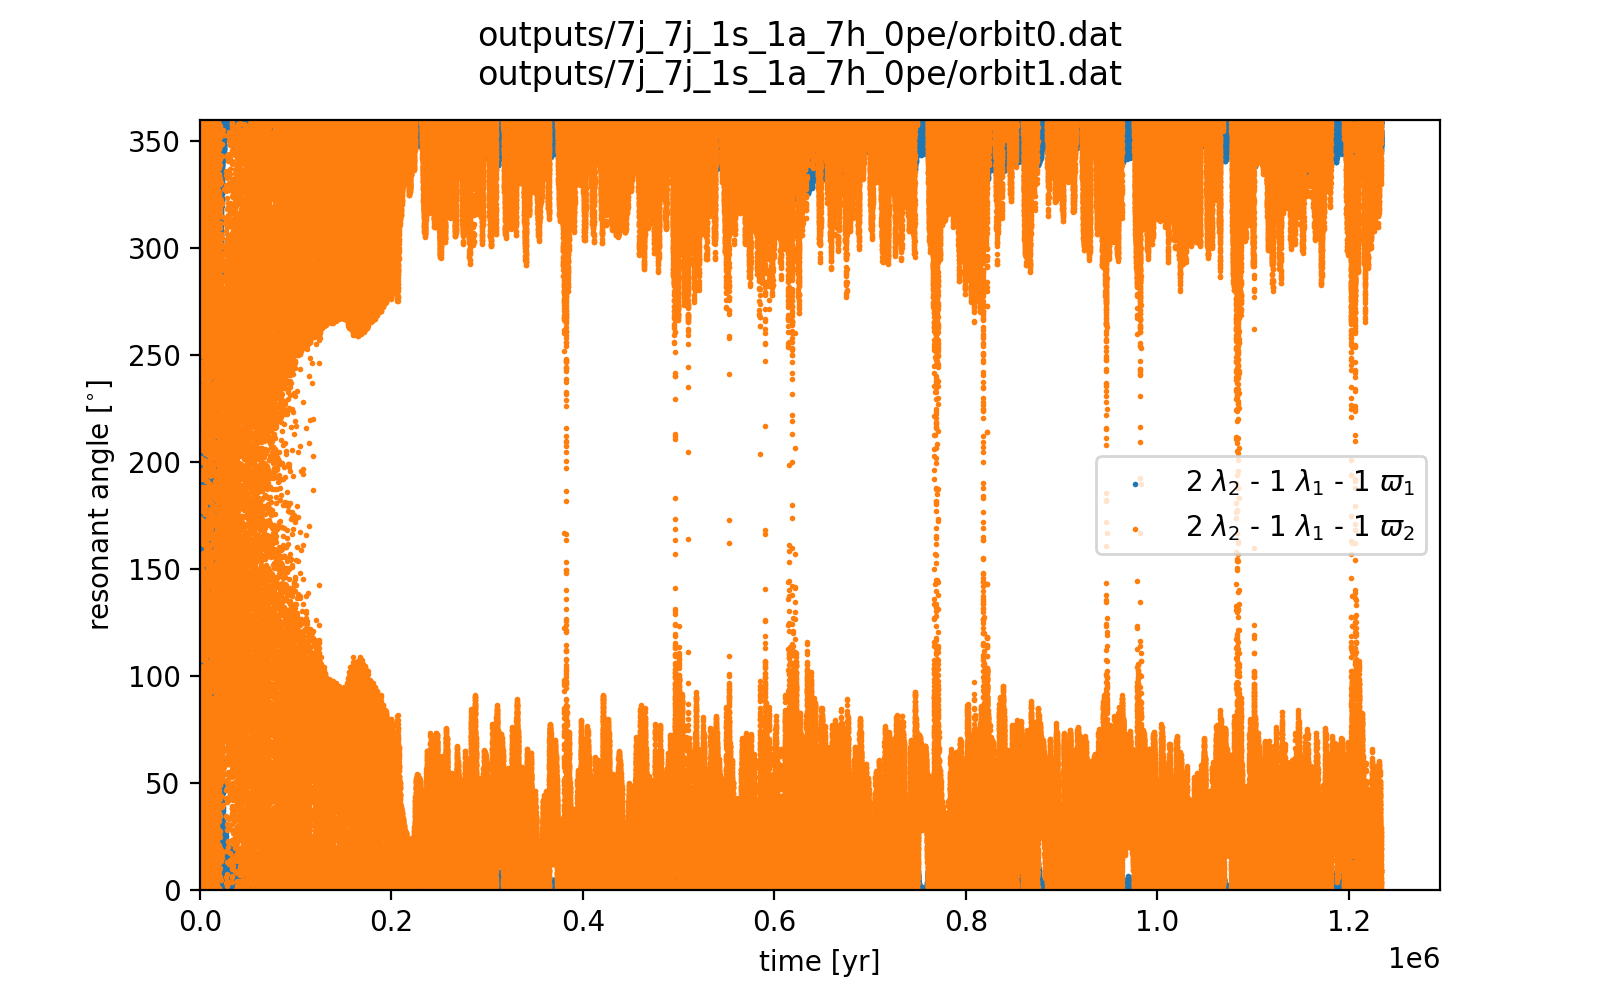 outputs/7j_7j_1s_1a_7h_0pe/orbit0.dat
outputs/7j_7j_1s_1a_7h_0pe/orbit1.dat
350
300
250
200
150
100
50
0
resonant angle [°]
2 λ₂ - 1 λ₁ - 1 ϖ₁
2 λ₂ - 1 λ₁ - 1 ϖ₂
0.0 0.2 0.4 0.6 0.8 1.0 1.2
time [yr]
1e6